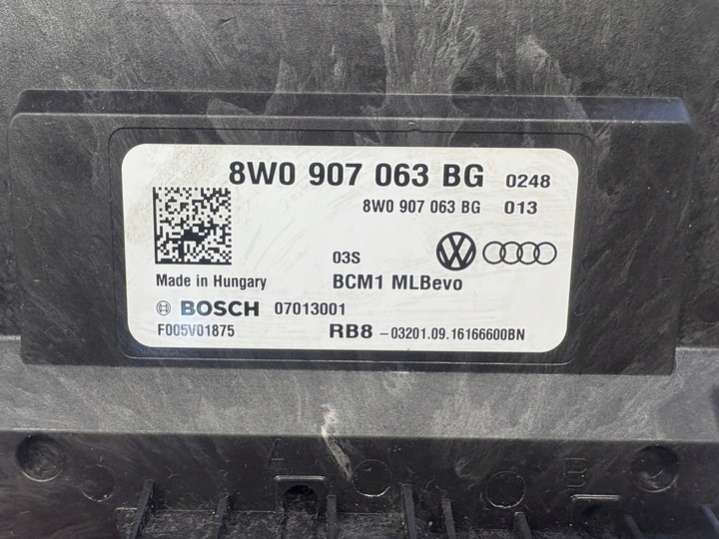 8W0 907 063 BG 0248
8W0 907 063 BG 013
03S
Made in Hungary BCM1 MLBevo
BOSCH 07013001
F005V01875 RB8 -03201.09.16166600BN
A B